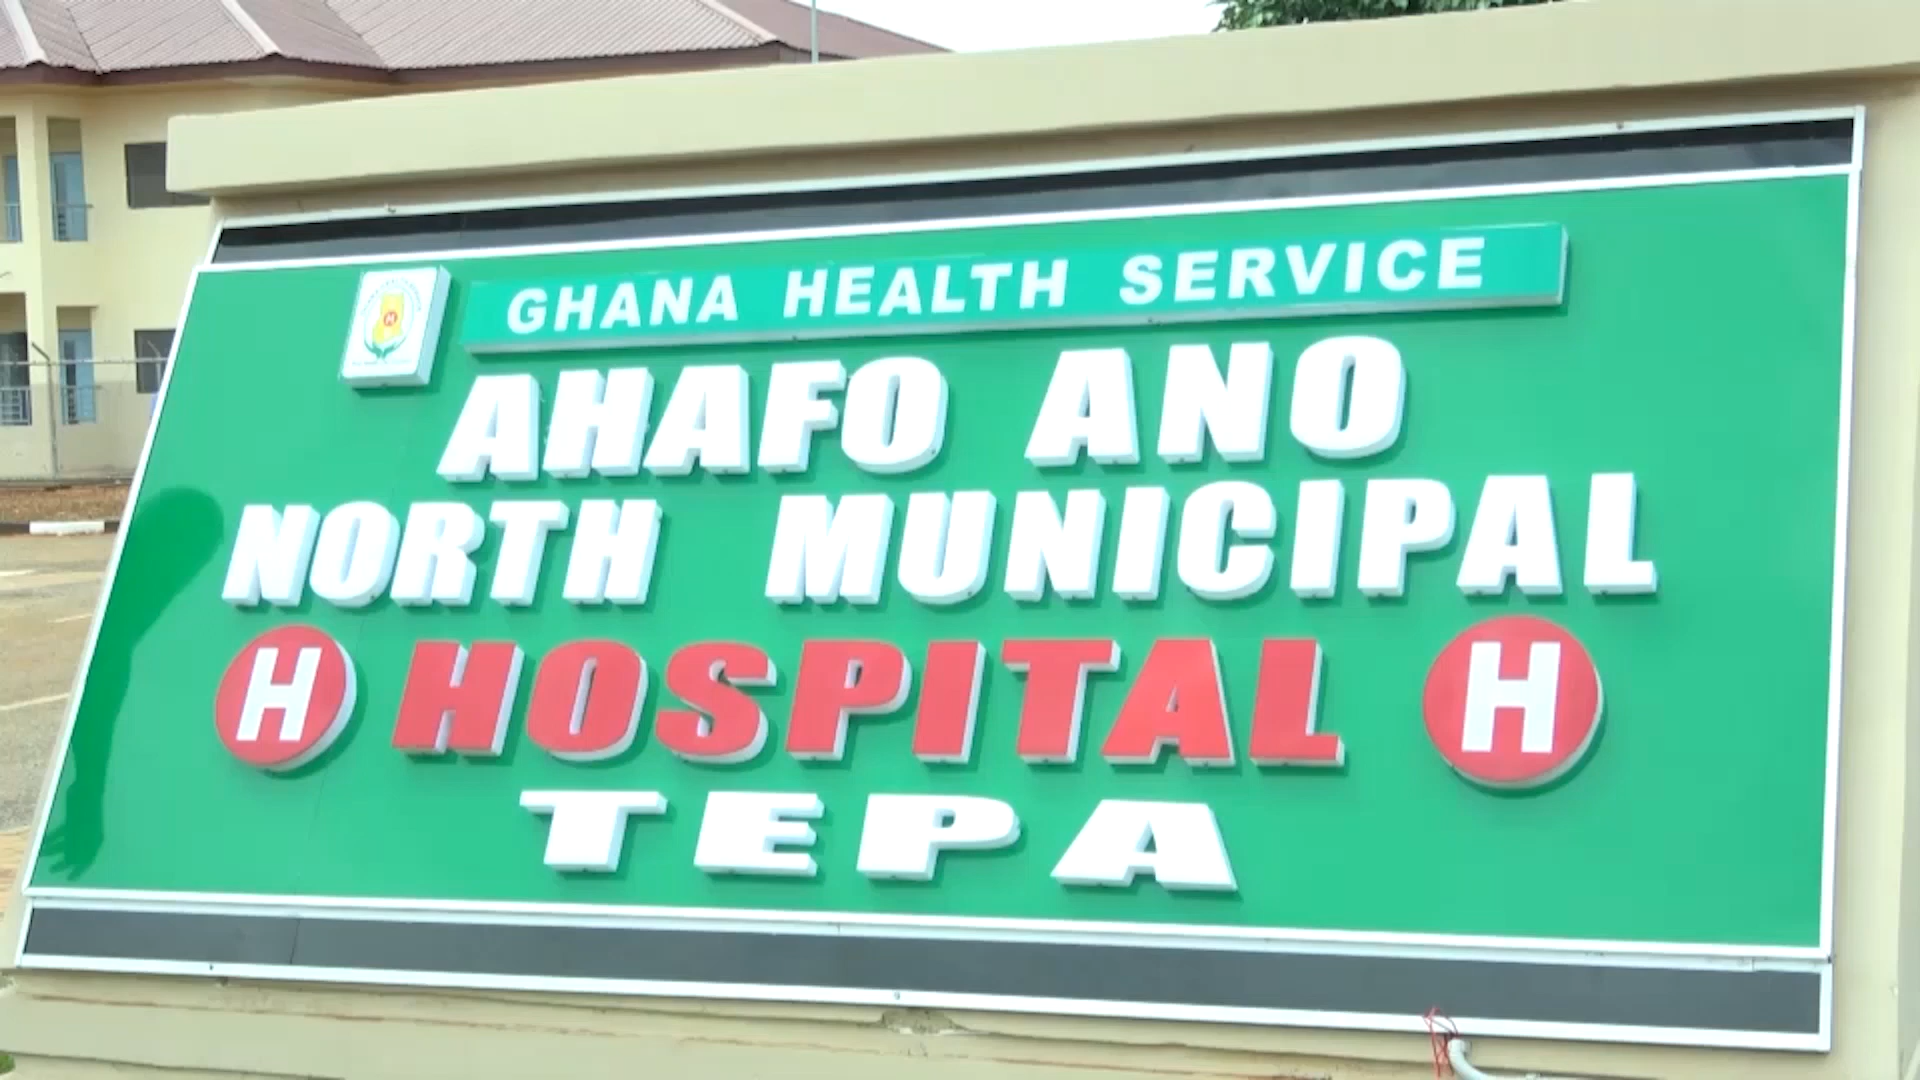 GHANA HEALTH SERVICE
AHAFO ANO
NORTH MUNICIPAL
H HOSPITAL H
TEPA